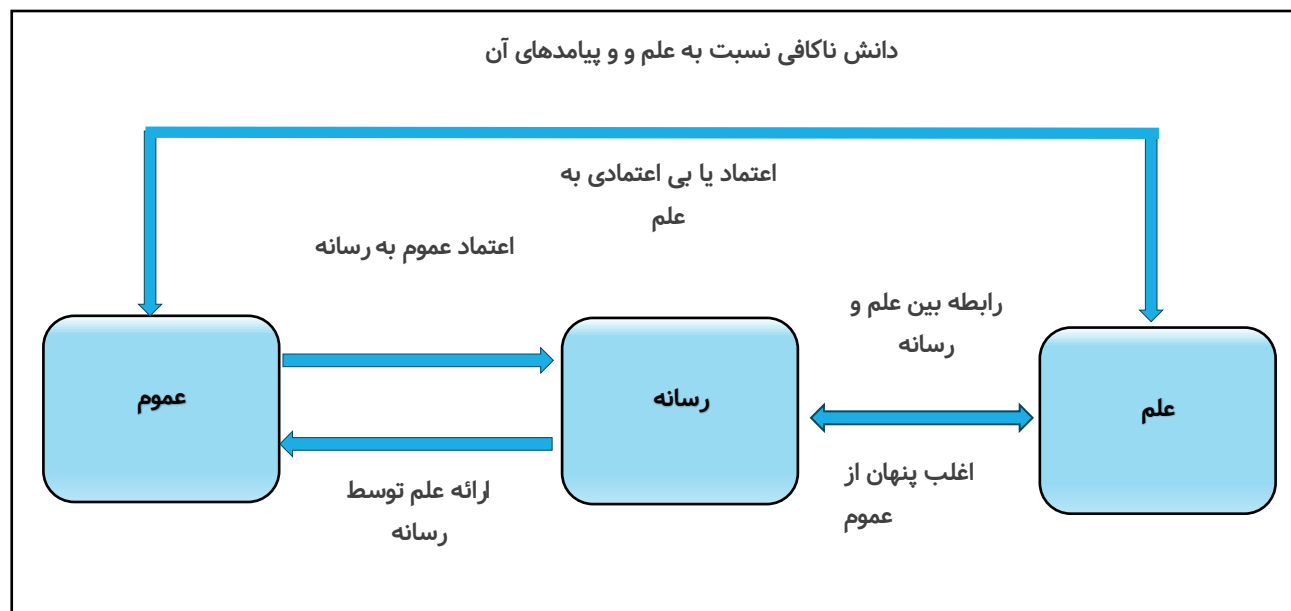 دانش ناکافی نسبت به علم و و پیامدهای آن
اعتماد یا بی اعتمادی به
علم
اعتماد عموم به رسانه
رابطه بین علم و
رسانه
علم
رسانه
عموم
اغلب پنهان از
عموم
ارائه علم توسط
رسانه